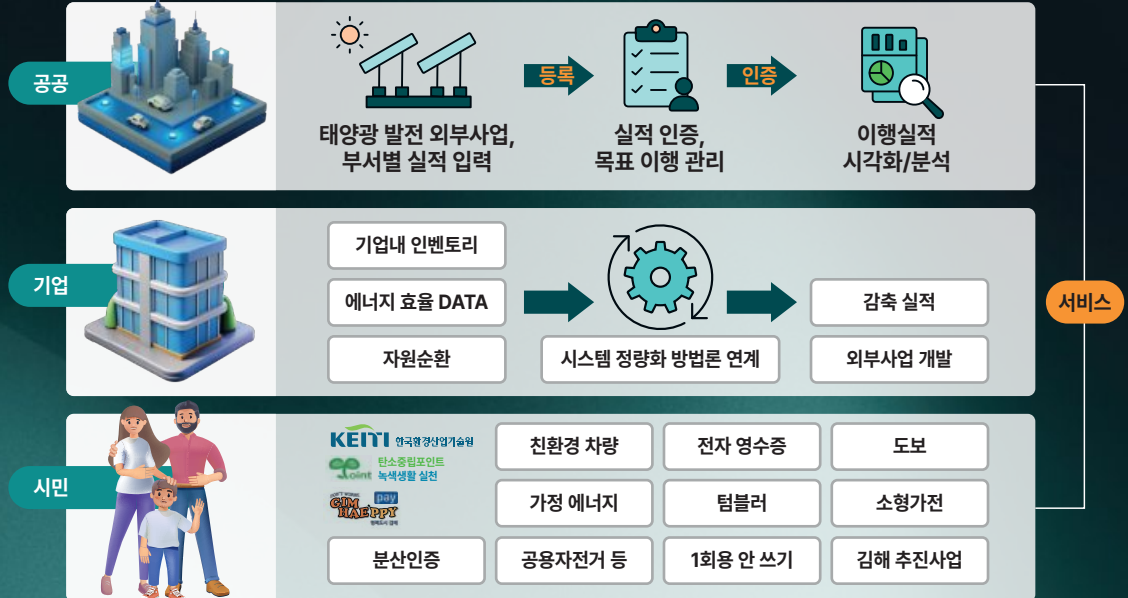 공공
등록
인증
태양광 발전 외부사업,
부서별 실적 입력
실적 인증,
목표 이행 관리
이행실적
시각화/분석
기업
기업내 인벤토리
에너지 효율 DATA
자원순환
시스템 정량화 방법론 연계
감축 실적
외부사업 개발
서비스
시민
KEITI 한국환경산업기술원
탄소중립포인트
Point 녹색생활 실천
pay
GIM
HAEPPY
친환경 차량
전자 영수증
도보
가정 에너지
텀블러
소형가전
분산인증
공용자전거 등
1회용 안 쓰기
김해 추진사업